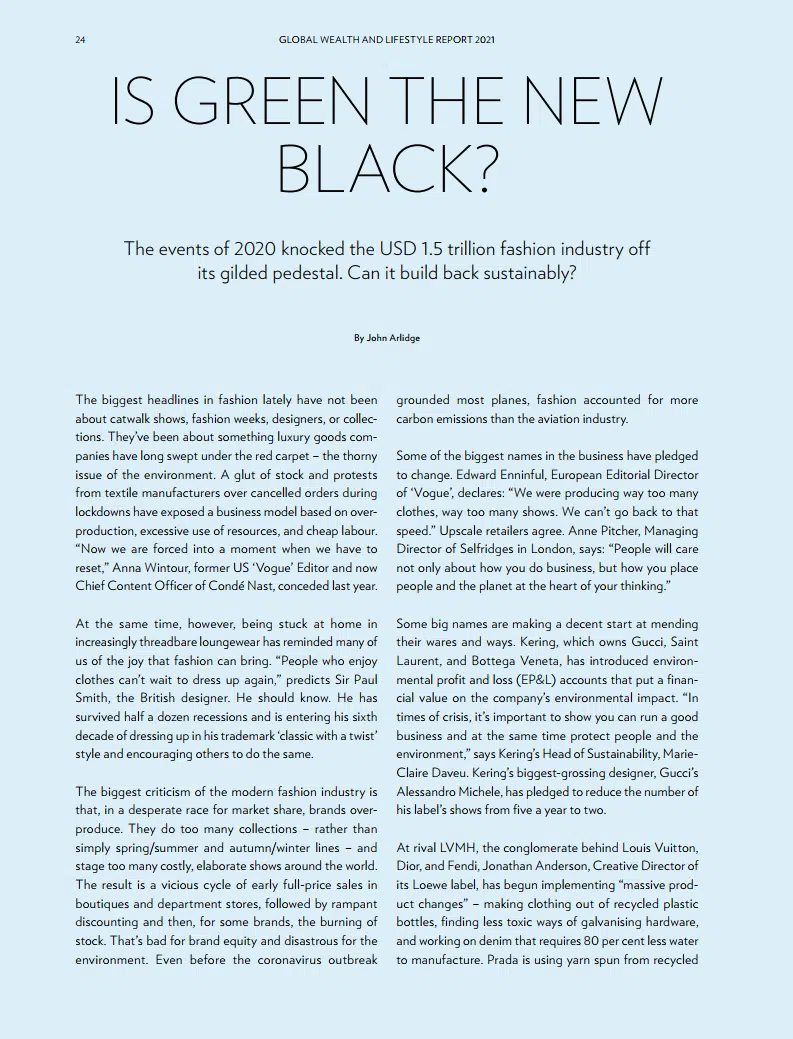 24
GLOBAL WEALTH AND LIFESTYLE REPORT 2021
IS GREEN THE NEW
BLACK?
The events of 2020 knocked the USD 1.5 trillion fashion industry off
its gilded pedestal. Can it build back sustainably?
By John Arlidge
The biggest headlines in fashion lately have not been
about catwalk shows, fashion weeks, designers, or collec-
tions. They've been about something luxury goods com-
panies have long swept under the red carpet – the thorny
issue of the environment. A glut of stock and protests
from textile manufacturers over cancelled orders during
lockdowns have exposed a business model based on over-
production, excessive use of resources, and cheap labour.
“Now we are forced into a moment when we have to
reset,” Anna Wintour, former US ‘Vogue’ Editor and now
Chief Content Officer of Condé Nast, conceded last year.
At the same time, however, being stuck at home in
increasingly threadbare loungewear has reminded many of
us of the joy that fashion can bring. “People who enjoy
clothes can’t wait to dress up again,” predicts Sir Paul
Smith, the British designer. He should know. He has
survived half a dozen recessions and is entering his sixth
decade of dressing up in his trademark ‘classic with a twist’
style and encouraging others to do the same.
The biggest criticism of the modern fashion industry is
that, in a desperate race for market share, brands over-
produce. They do too many collections – rather than
simply spring/summer and autumn/winter lines – and
stage too many costly, elaborate shows around the world.
The result is a vicious cycle of early full-price sales in
boutiques and department stores, followed by rampant
discounting and then, for some brands, the burning of
stock. That’s bad for brand equity and disastrous for the
environment. Even before the coronavirus outbreak
grounded most planes, fashion accounted for more
carbon emissions than the aviation industry.
Some of the biggest names in the business have pledged
to change. Edward Enninful, European Editorial Director
of ‘Vogue’, declares: “We were producing way too many
clothes, way too many shows. We can’t go back to that
speed.” Upscale retailers agree. Anne Pitcher, Managing
Director of Selfridges in London, says: “People will care
not only about how you do business, but how you place
people and the planet at the heart of your thinking.”
Some big names are making a decent start at mending
their wares and ways. Kering, which owns Gucci, Saint
Laurent, and Bottega Veneta, has introduced environ-
mental profit and loss (EP&L) accounts that put a finan-
cial value on the company’s environmental impact. “In
times of crisis, it’s important to show you can run a good
business and at the same time protect people and the
environment,” says Kering’s Head of Sustainability, Marie-
Claire Daveu. Kering’s biggest-grossing designer, Gucci’s
Alessandro Michele, has pledged to reduce the number of
his label’s shows from five a year to two.
At rival LVMH, the conglomerate behind Louis Vuitton,
Dior, and Fendi, Jonathan Anderson, Creative Director of
its Loewe label, has begun implementing “massive prod-
uct changes” – making clothing out of recycled plastic
bottles, finding less toxic ways of galvanising hardware,
and working on denim that requires 80 per cent less water
to manufacture. Prada is using yarn spun from recycled